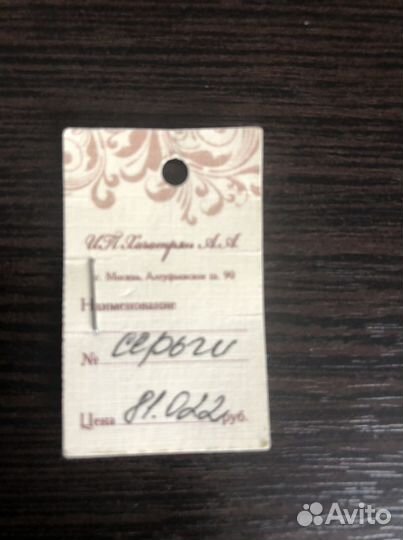 ИП Хачатрян А.А.
г. Москва, Алтуфьевское ш. 90
Наименование
№ серьги
Цена 81.022 руб.
Avito